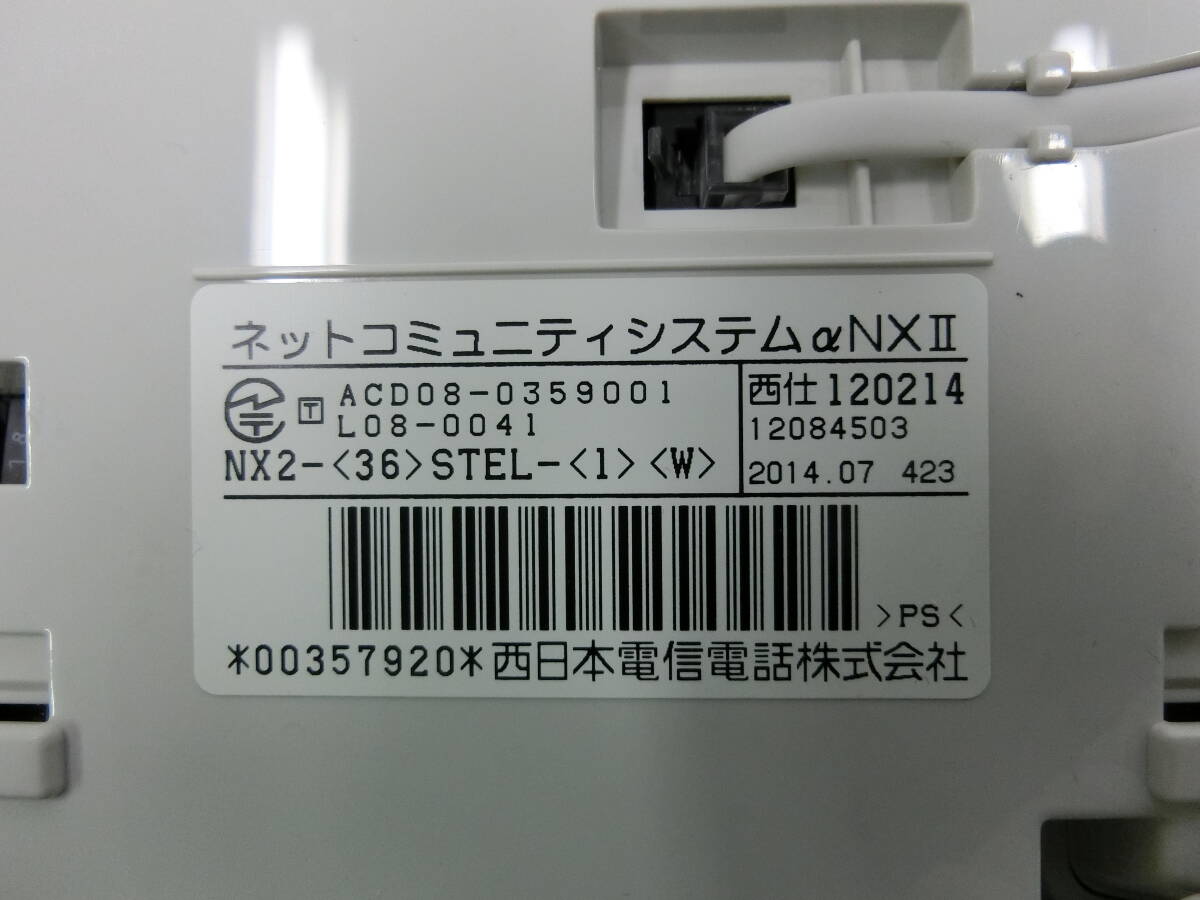 ネットコミュニティシステムαNXⅡ
T ACD08-0359001
L08-0041
NX2-<36>STEL-<1><W>
西仕120214
12084503
2014.07 423
>PS<
*00357920*西日本電信電話株式会社